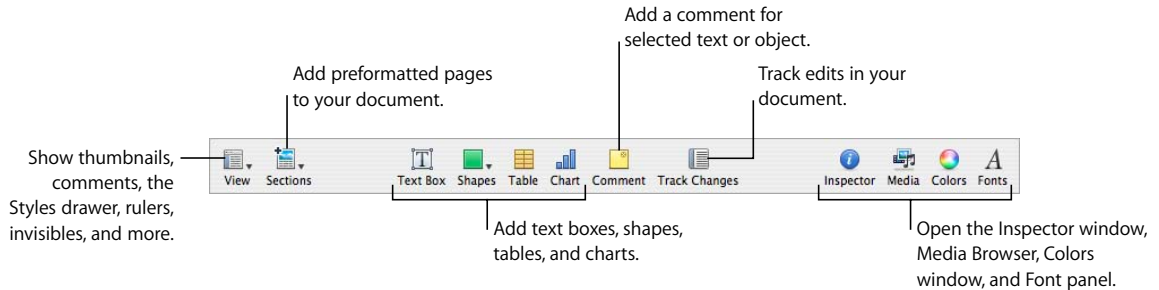 Add a comment for
selected text or object.
Add preformatted pages
to your document.
Track edits in your
document.
Show thumbnails,
comments, the
Styles drawer, rulers,
invisibles, and more.
View Sections Text Box Shapes Table Chart Comment Track Changes Inspector Media Colors Fonts
Add text boxes, shapes,
tables, and charts.
Open the Inspector window,
Media Browser, Colors
window, and Font panel.